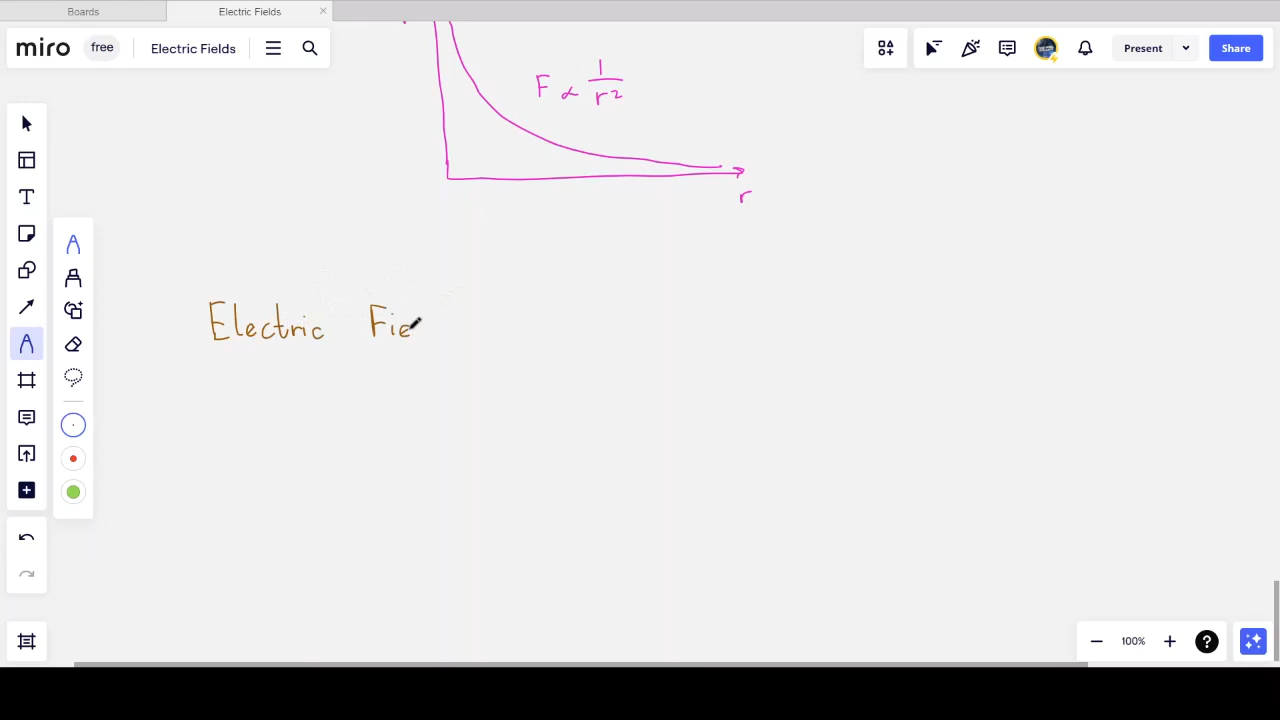 Boards
Electric Fields
miro free Electric Fields
Present
Share
F ∝ 1/r²
r
Electric Fie
100%